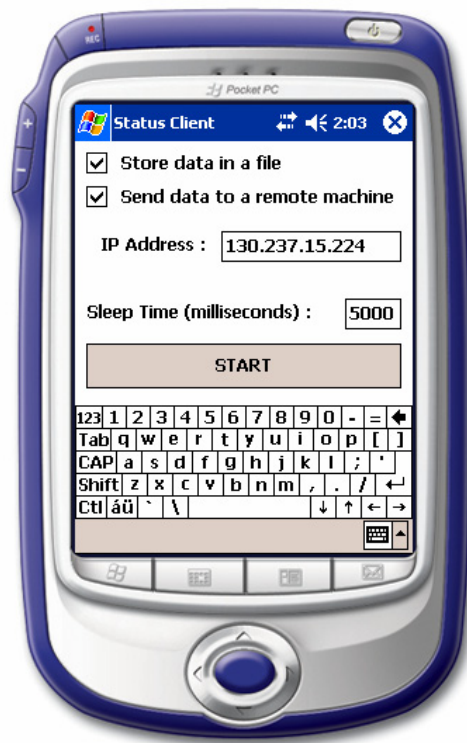 REC
Pocket PC
Status Client 2:03
Store data in a file
Send data to a remote machine
IP Address : 130.237.15.224
Sleep Time (milliseconds) : 5000
START
123 1 2 3 4 5 6 7 8 9 0 - =
Tab q w e r t y u i o p [ ]
CAP a s d f g h j k l ; '
Shift z x c v b n m , . /
Ctl áü ` \